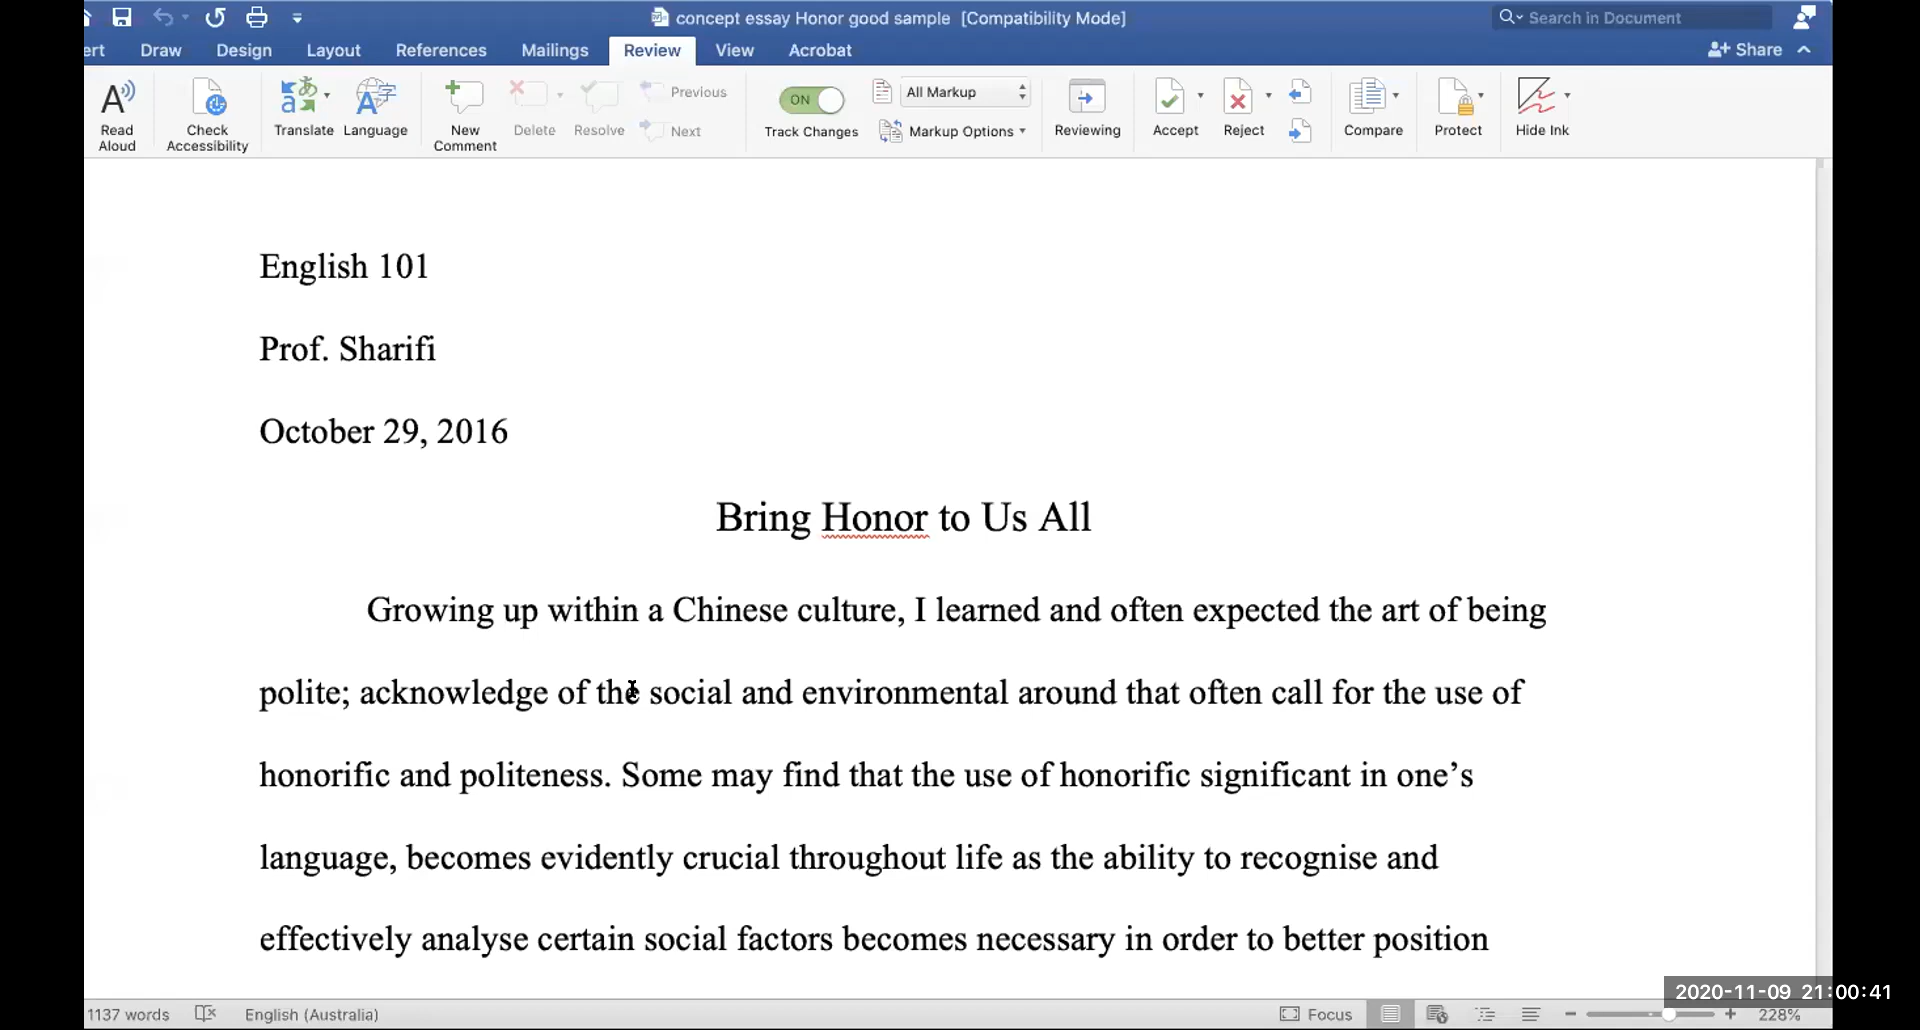 concept essay Honor good sample [Compatibility Mode]
Search in Document
ert Draw Design Layout References Mailings Review View Acrobat
Share
Read Aloud
Check Accessibility
Translate
Language
New Comment
Delete
Resolve
Previous
Next
ON
Track Changes
All Markup
Markup Options
Reviewing
Accept
Reject
Compare
Protect
Hide Ink
English 101
Prof. Sharifi
October 29, 2016
Bring Honor to Us All
Growing up within a Chinese culture, I learned and often expected the art of being
polite; acknowledge of the social and environmental around that often call for the use of
honorific and politeness. Some may find that the use of honorific significant in one’s
language, becomes evidently crucial throughout life as the ability to recognise and
effectively analyse certain social factors becomes necessary in order to better position
2020-11-09 21:00:41
1137 words English (Australia) Focus 228%